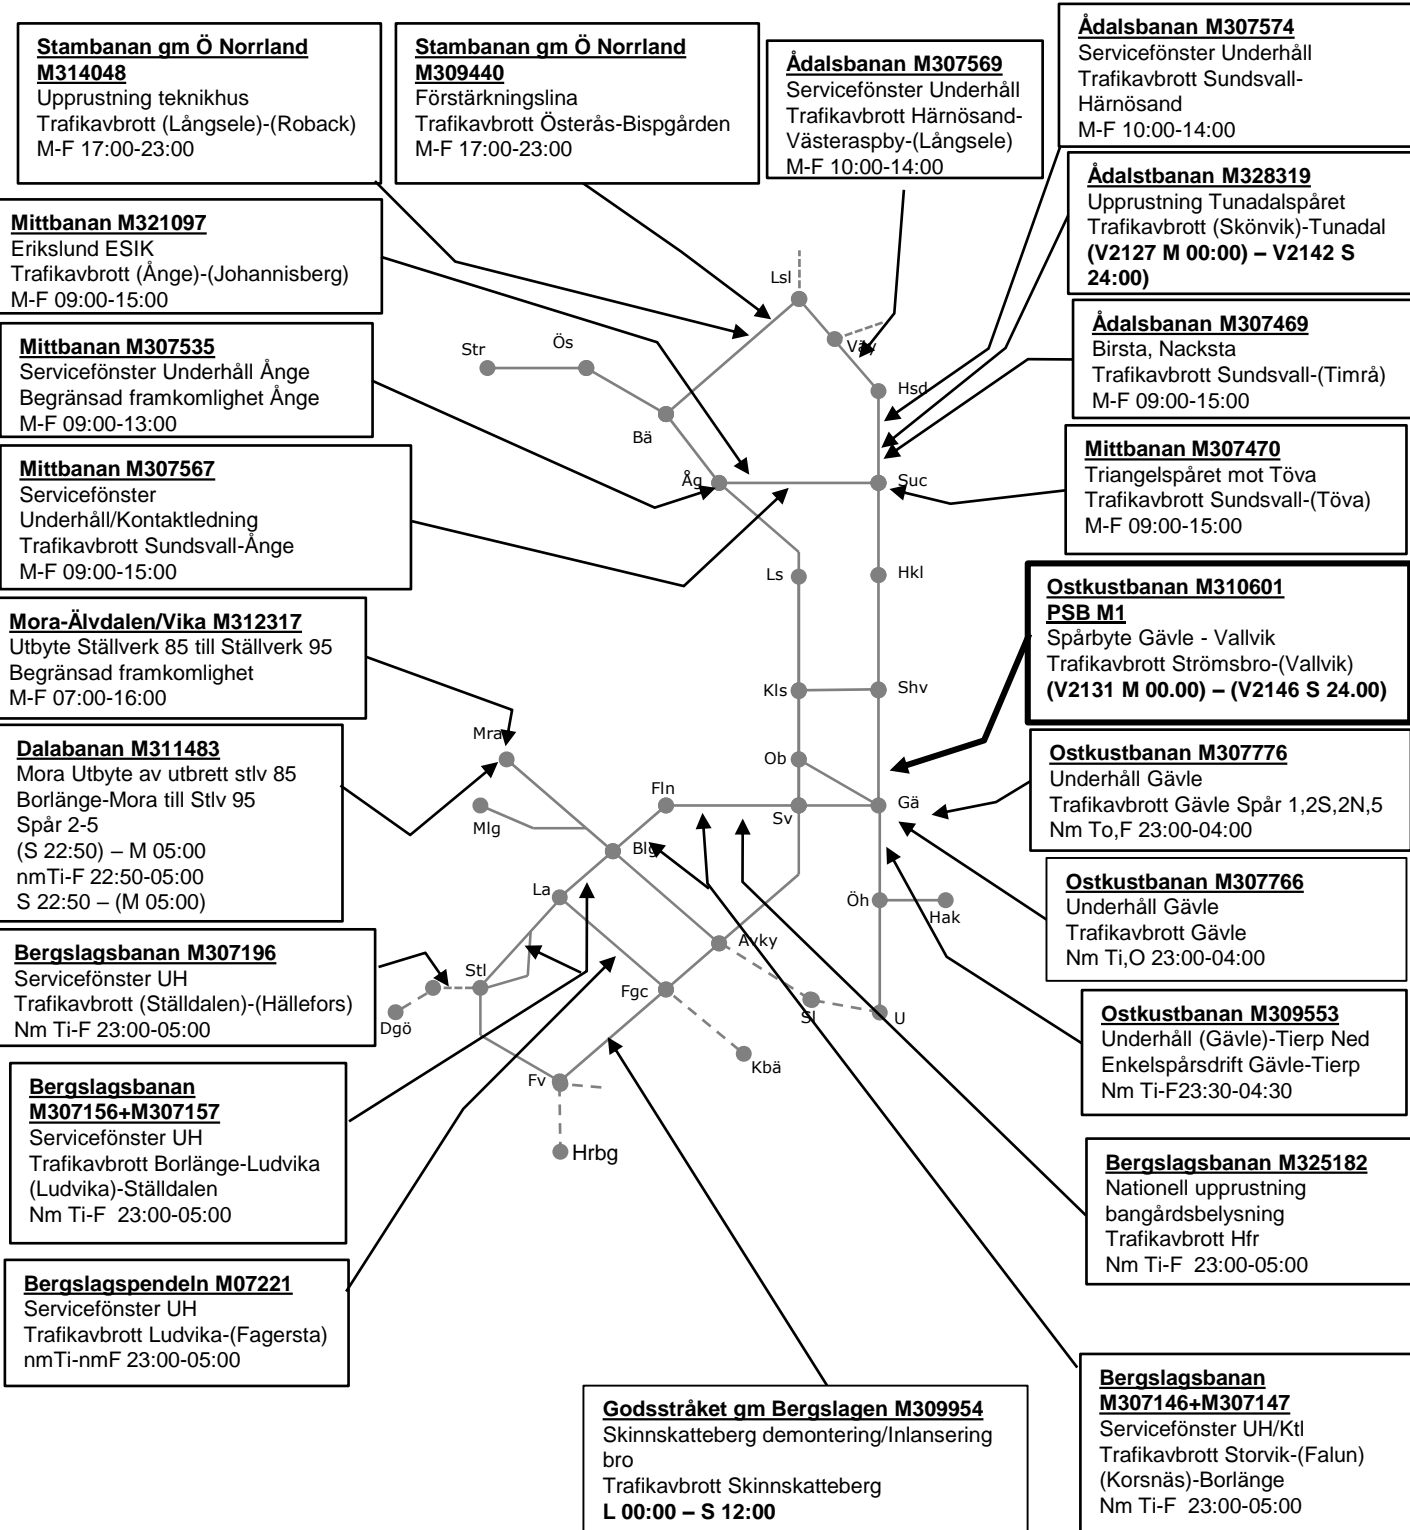 Stambanan gm Ö Norrland
M314048
Upprustning teknikhus
Trafikavbrott (Långsele)-(Roback)
M-F 17:00-23:00
Stambanan gm Ö Norrland
M309440
Förstärkningslina
Trafikavbrott Österås-Bispgården
M-F 17:00-23:00
Ådalsbanan M307569
Servicefönster Underhåll
Trafikavbrott Härnösand-
Västeraspby-(Långsele)
M-F 10:00-14:00
Ådalsbanan M307574
Servicefönster Underhåll
Trafikavbrott Sundsvall-
Härnösand
M-F 10:00-14:00
Ådalstbanan M328319
Upprustning Tunadalspåret
Trafikavbrott (Skönvik)-Tunadal
(V2127 M 00:00) – V2142 S
24:00)
Mittbanan M321097
Erikslund ESIK
Trafikavbrott (Ånge)-(Johannisberg)
M-F 09:00-15:00
Ådalsbanan M307469
Birsta, Nacksta
Trafikavbrott Sundsvall-(Timrå)
M-F 09:00-15:00
Mittbanan M307535
Servicefönster Underhåll Ånge
Begränsad framkomlighet Ånge
M-F 09:00-13:00
Mittbanan M307470
Triangelspåret mot Töva
Trafikavbrott Sundsvall-(Töva)
M-F 09:00-15:00
Mittbanan M307567
Servicefönster
Underhåll/Kontaktledning
Trafikavbrott Sundsvall-Ånge
M-F 09:00-15:00
Ostkustbanan M310601
PSB M1
Spårbyte Gävle - Vallvik
Trafikavbrott Strömsbro-(Vallvik)
(V2131 M 00.00) – (V2146 S 24.00)
Mora-Älvdalen/Vika M312317
Utbyte Ställverk 85 till Ställverk 95
Begränsad framkomlighet
M-F 07:00-16:00
Dalabanan M311483
Mora Utbyte av utbrett stlv 85
Borlänge-Mora till Stlv 95
Spår 2-5
(S 22:50) – M 05:00
nmTi-F 22:50-05:00
S 22:50 – (M 05:00)
Ostkustbanan M307776
Underhåll Gävle
Trafikavbrott Gävle Spår 1,2S,2N,5
Nm To,F 23:00-04:00
Ostkustbanan M307766
Underhåll Gävle
Trafikavbrott Gävle
Nm Ti,O 23:00-04:00
Bergslagsbanan M307196
Servicefönster UH
Trafikavbrott (Ställdalen)-(Hällefors)
Nm Ti-F 23:00-05:00
Ostkustbanan M309553
Underhåll (Gävle)-Tierp Ned
Enkelspårsdrift Gävle-Tierp
Nm Ti-F23:30-04:30
Bergslagsbanan
M307156+M307157
Servicefönster UH
Trafikavbrott Borlänge-Ludvika
(Ludvika)-Ställdalen
Nm Ti-F  23:00-05:00
Bergslagsbanan M325182
Nationell upprustning
bangårdsbelysning
Trafikavbrott Hfr
Nm Ti-F  23:00-05:00
Bergslagspendeln M07221
Servicefönster UH
Trafikavbrott Ludvika-(Fagersta)
nmTi-nmF 23:00-05:00
Godsstråket gm Bergslagen M309954
Skinnskatteberg demontering/Inlansering
bro
Trafikavbrott Skinnskatteberg
L 00:00 – S 12:00
Bergslagsbanan
M307146+M307147
Servicefönster UH/Ktl
Trafikavbrott Storvik-(Falun)
(Korsnäs)-Borlänge
Nm Ti-F  23:00-05:00
Lsl
Väy
Str
Ös
Hsd
Bä
Åg
Suc
Ls
Hkl
Kls
Shv
Mra
Ob
Fln
Mlg
Sv
Gä
Blg
La
Öh
Hak
Avky
Stl
Fgc
Dgö
Sl
U
Kbä
Fv
Hrbg